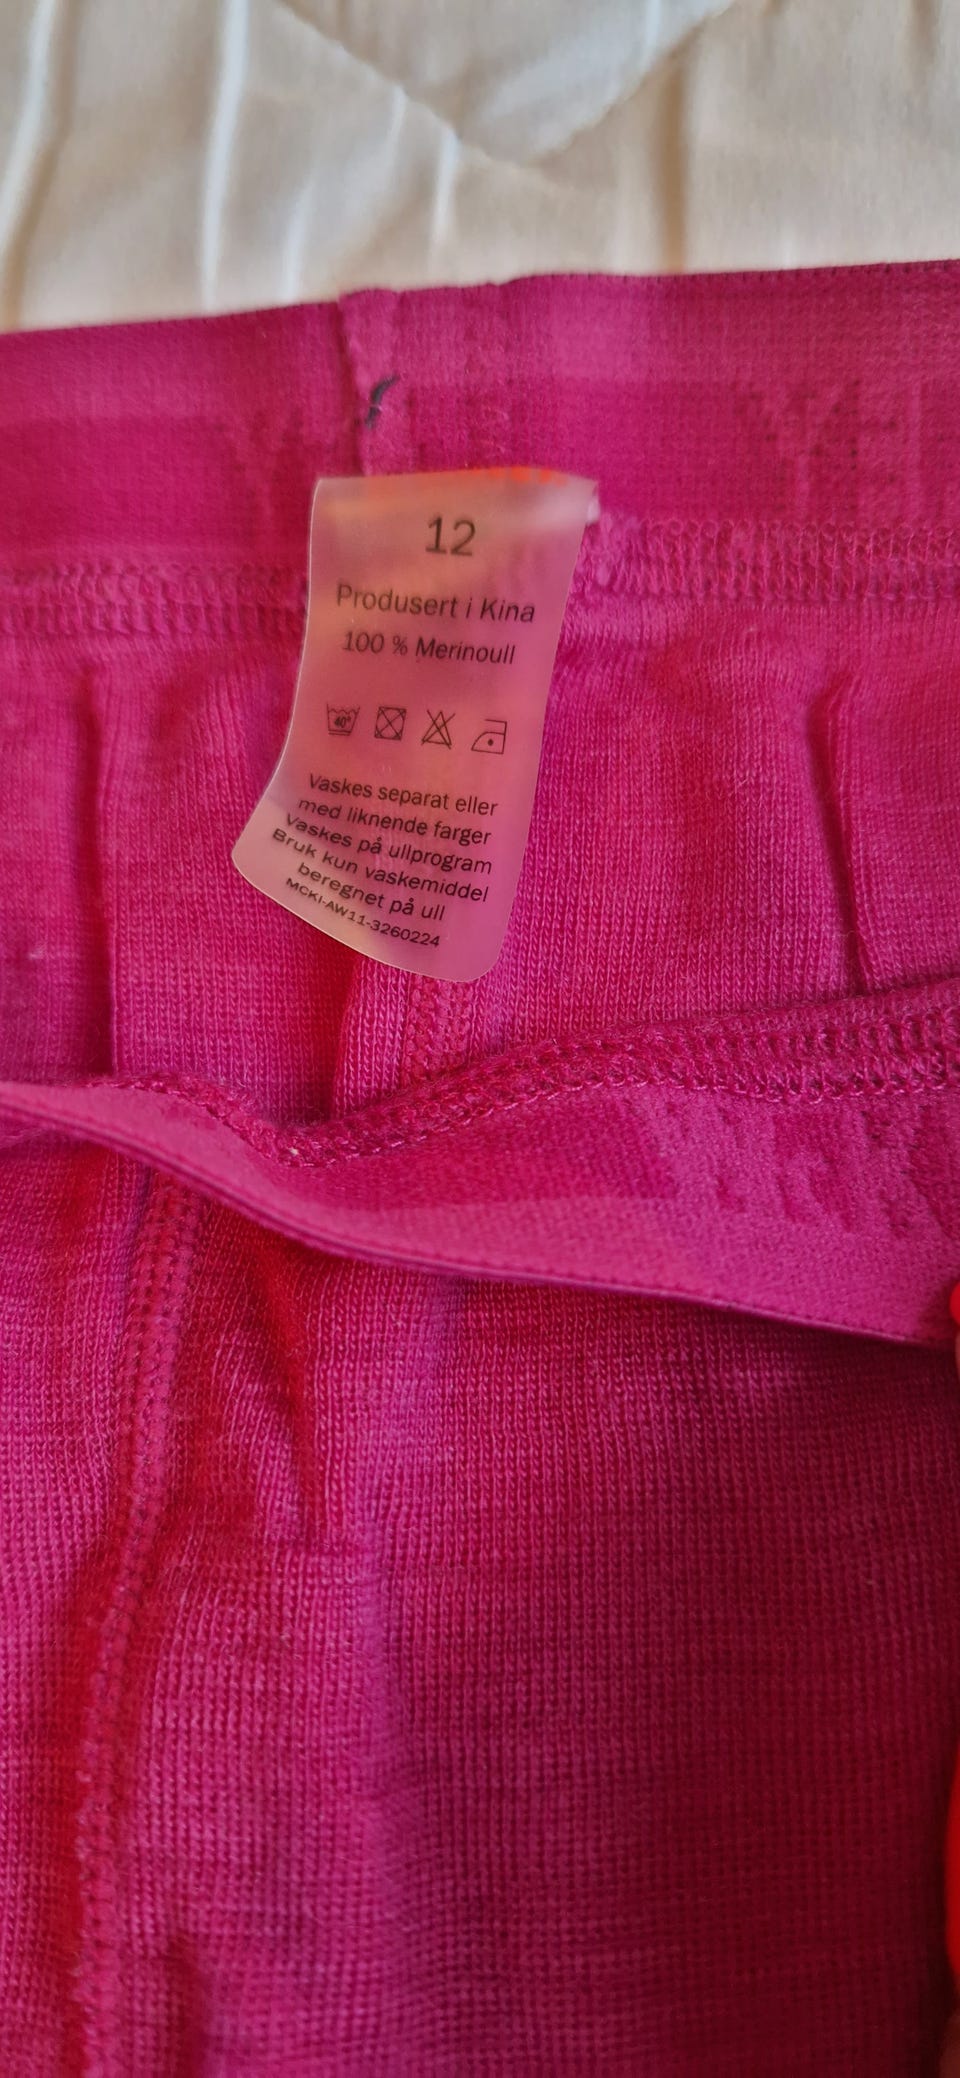 12
Produsert i Kina
100 % Merinoull
40°
Vaskes separat eller
med liknende farger
Vaskes på ullprogram
Bruk kun vaskemiddel
beregnet på ull
MCKI-AW11-3260224